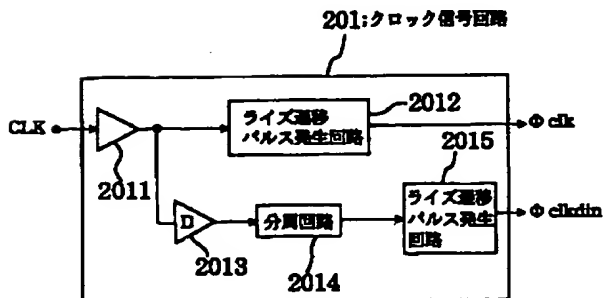 201;クロック信号回路
CLK
2011
ライズ遷移
パルス発生回路
2012
Φ clk
D
2013
分周回路
2014
2015
ライズ遷移
パルス発生
回路
Φ clkdin